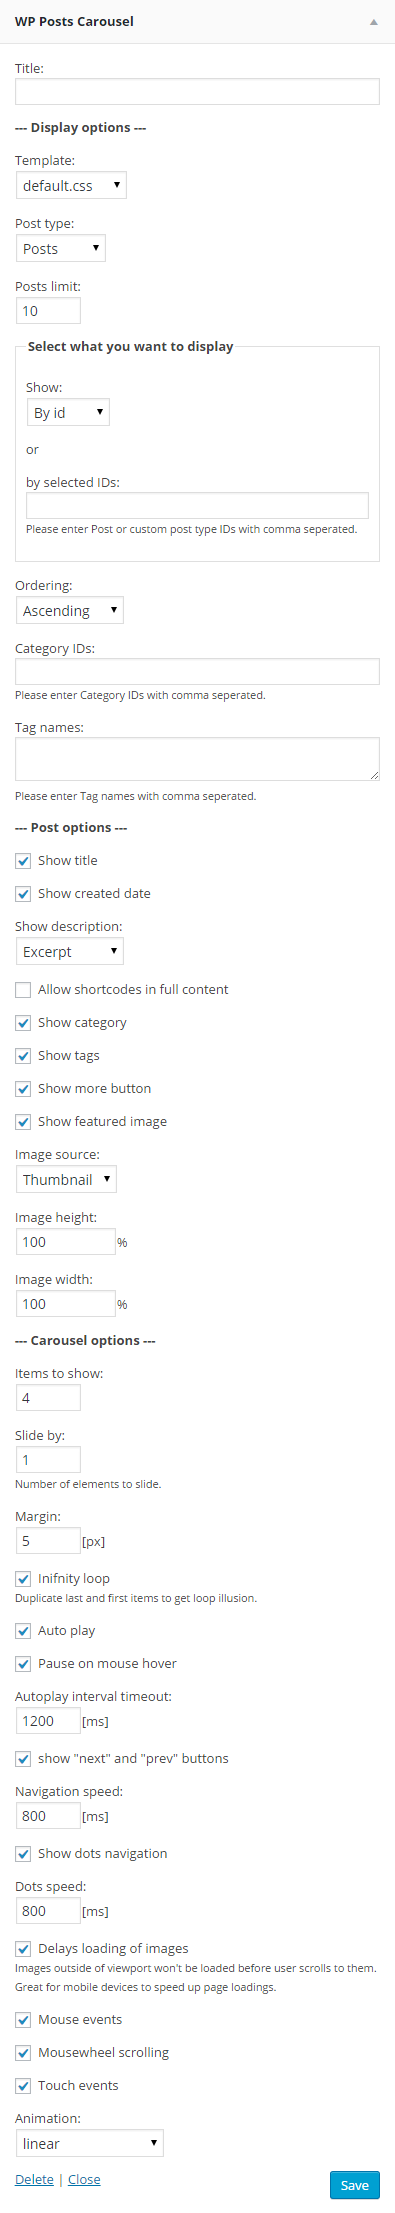 WP Posts Carousel
Title:
--- Display options ---
Template:
default.css
Post type:
Posts
Posts limit:
10
Select what you want to display
Show:
By id
or
by selected IDs:
Please enter Post or custom post type IDs with comma seperated.
Ordering:
Ascending
Category IDs:
Please enter Category IDs with comma seperated.
Tag names:
Please enter Tag names with comma seperated.
--- Post options ---
Show title
Show created date
Show description:
Excerpt
Allow shortcodes in full content
Show category
Show tags
Show more button
Show featured image
Image source:
Thumbnail
Image height:
100 %
Image width:
100 %
--- Carousel options ---
Items to show:
4
Slide by:
1
Number of elements to slide.
Margin:
5 [px]
Inifnity loop
Duplicate last and first items to get loop illusion.
Auto play
Pause on mouse hover
Autoplay interval timeout:
1200 [ms]
show "next" and "prev" buttons
Navigation speed:
800 [ms]
Show dots navigation
Dots speed:
800 [ms]
Delays loading of images
Images outside of viewport won't be loaded before user scrolls to them.
Great for mobile devices to speed up page loadings.
Mouse events
Mousewheel scrolling
Touch events
Animation:
linear
Delete | Close Save